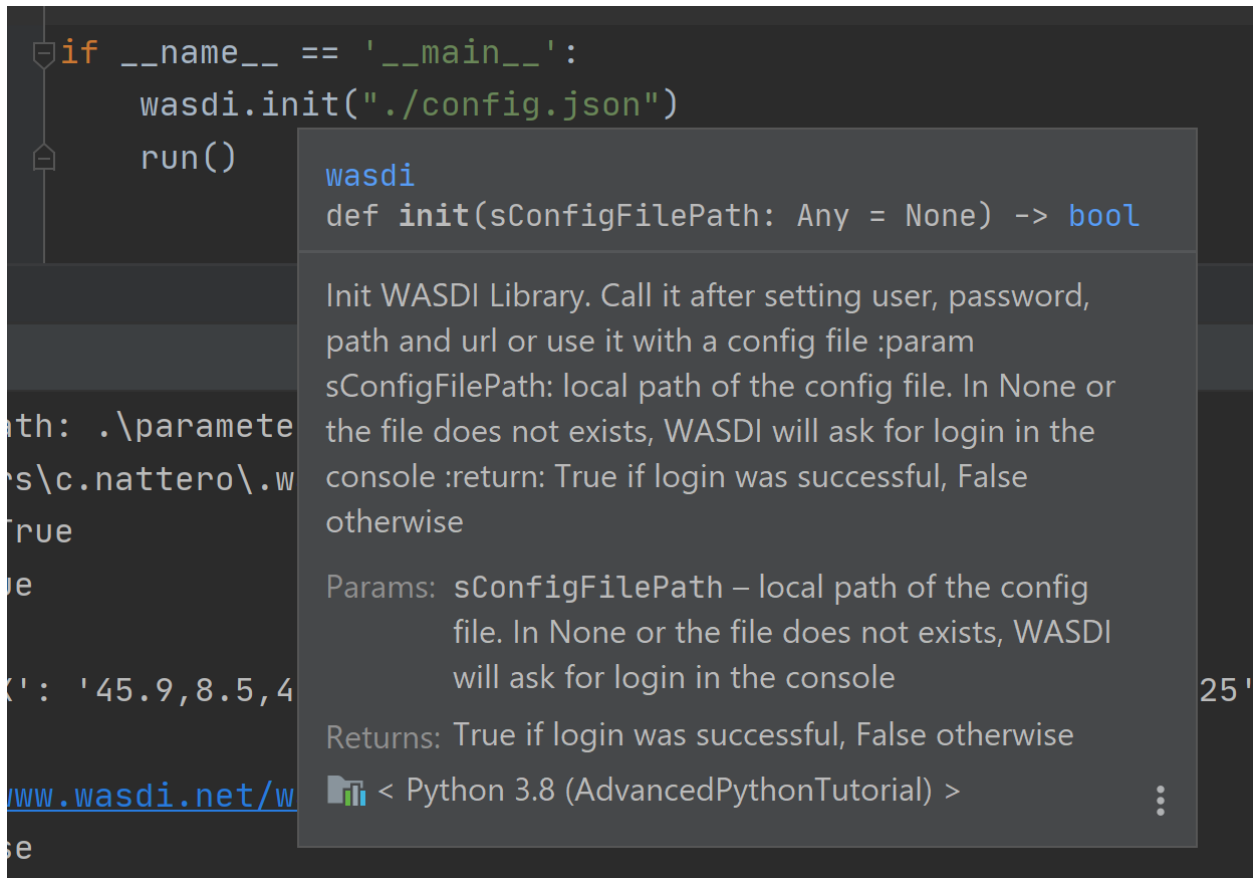 if __name__ == '__main__':
wasdi.init("./config.json")
run()
wasdi
def init(sConfigFilePath: Any = None) -> bool
Init WASDI Library. Call it after setting user, password,
path and url or use it with a config file :param
sConfigFilePath: local path of the config file. In None or
the file does not exists, WASDI will ask for login in the
console :return: True if login was successful, False
otherwise
Params: sConfigFilePath – local path of the config
file. In None or the file does not exists, WASDI
will ask for login in the console
Returns: True if login was successful, False otherwise
< Python 3.8 (AdvancedPythonTutorial) >
ath: .\paramete
rs\c.nattero\.w
True
ue
': '45.9,8.5,4
25'
www.wasdi.net/w
se